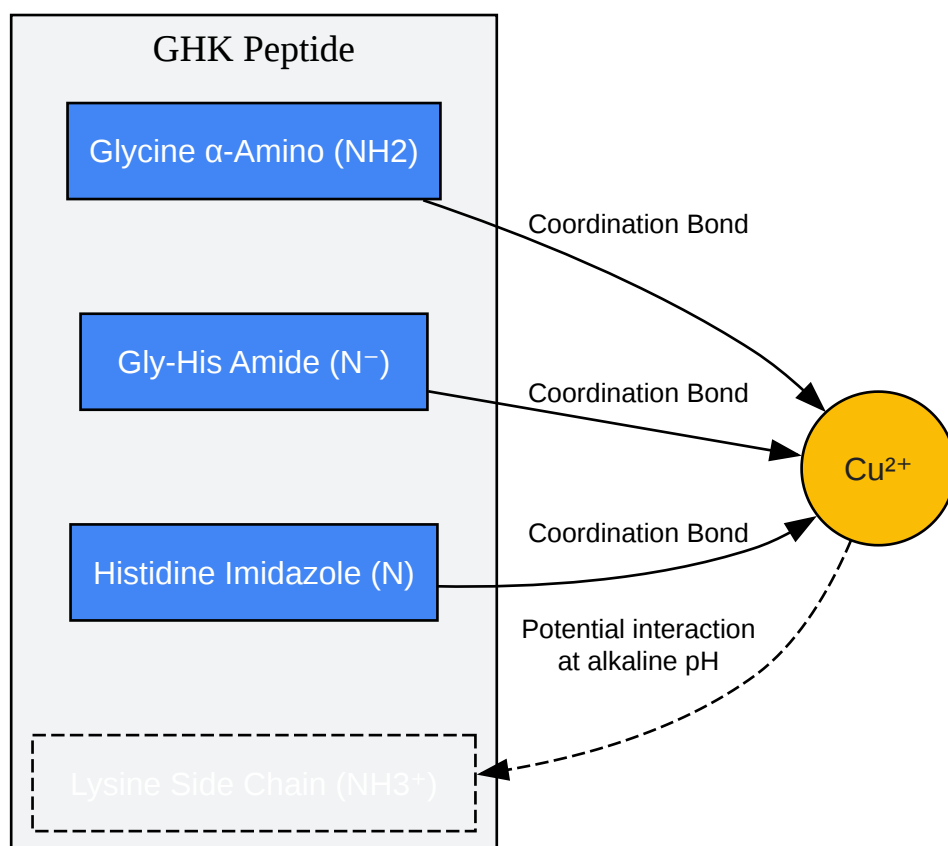 GHK Peptide
Glycine α-Amino (NH2)
Coordination Bond
Gly-His Amide (N⁻)
Coordination Bond
Cu²⁺
Histidine Imidazole (N)
Coordination Bond
Potential interaction
at alkaline pH
Lysine Side Chain (NH3⁺)